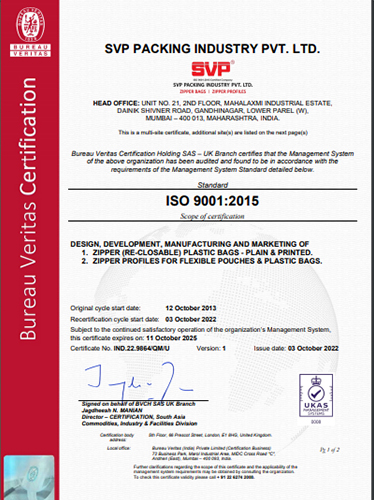 BUREAU
VERITAS
Bureau Veritas Certification
SVP PACKING INDUSTRY PVT. LTD.
SVP
SVP PACKING INDUSTRY PVT. LTD.
ZIPPER BAGS / ZIPPER PROFILES
HEAD OFFICE: UNIT NO. 21, 2ND FLOOR, MAHALAXMI INDUSTRIAL ESTATE,
DAINIK SHIVNER ROAD, GANDHINAGAR, LOWER PAREL (W),
MUMBAI – 400 013, MAHARASHTRA, INDIA.
This is a multi-site certificate, additional site(s) are listed on the next page(s)
Bureau Veritas Certification Holding SAS – UK Branch certifies that the Management System
of the above organization has been audited and found to be in accordance with the
requirements of the Management System Standard detailed below.
Standard
ISO 9001:2015
Scope of certification
DESIGN, DEVELOPMENT, MANUFACTURING AND MARKETING OF
1. ZIPPER (RE-CLOSABLE) PLASTIC BAGS - PLAIN & PRINTED.
2. ZIPPER PROFILES FOR FLEXIBLE POUCHES & PLASTIC BAGS.
Original cycle start date: 12 October 2013
Recertification cycle start date: 03 October 2022
Subject to the continued satisfactory operation of the organization's Management System,
this certificate expires on: 11 October 2025
Certificate No. IND.22.9864/QM/U Version: 1 Issue date: 03 October 2022
Signed on behalf of BVCH SAS UK Branch
Jagdheesh N. MANIAN
Director – CERTIFICATION, South Asia
Commodities, Industry & Facilities Division
UKAS
MANAGEMENT
SYSTEMS
0008
Certification body address: 5th Floor, 66 Prescot Street, London, E1 8HG, United Kingdom.
Local office: Bureau Veritas (India) Private Limited (Certification Business)
72 Business Park, Marol Industrial Area, MIDC Cross Road "C",
Andheri (East), Mumbai – 400 093, India.
Pg 1 of 2
Further clarifications regarding the scope of this certificate and the applicability of the
management system requirements may be obtained by consulting the organization.
To check this certificate validity please call + 91 22 6274 2000.